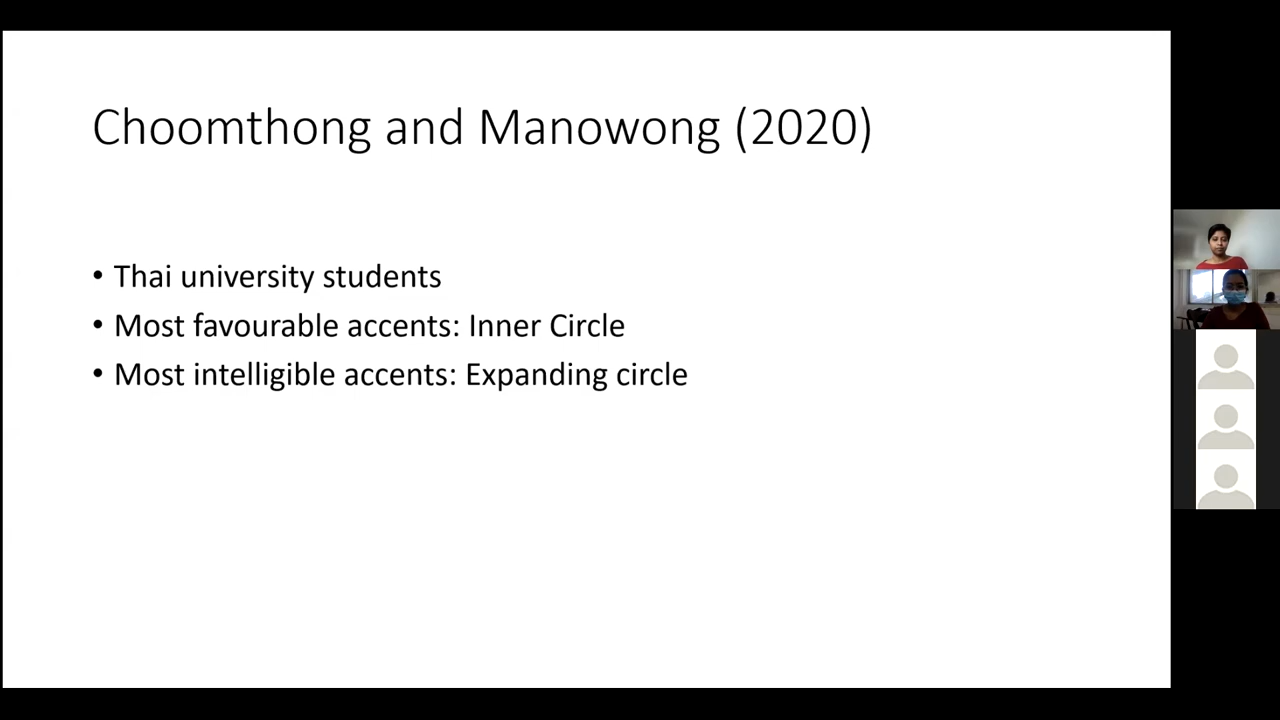 Choomthong and Manowong (2020)
• Thai university students
• Most favourable accents: Inner Circle
• Most intelligible accents: Expanding circle